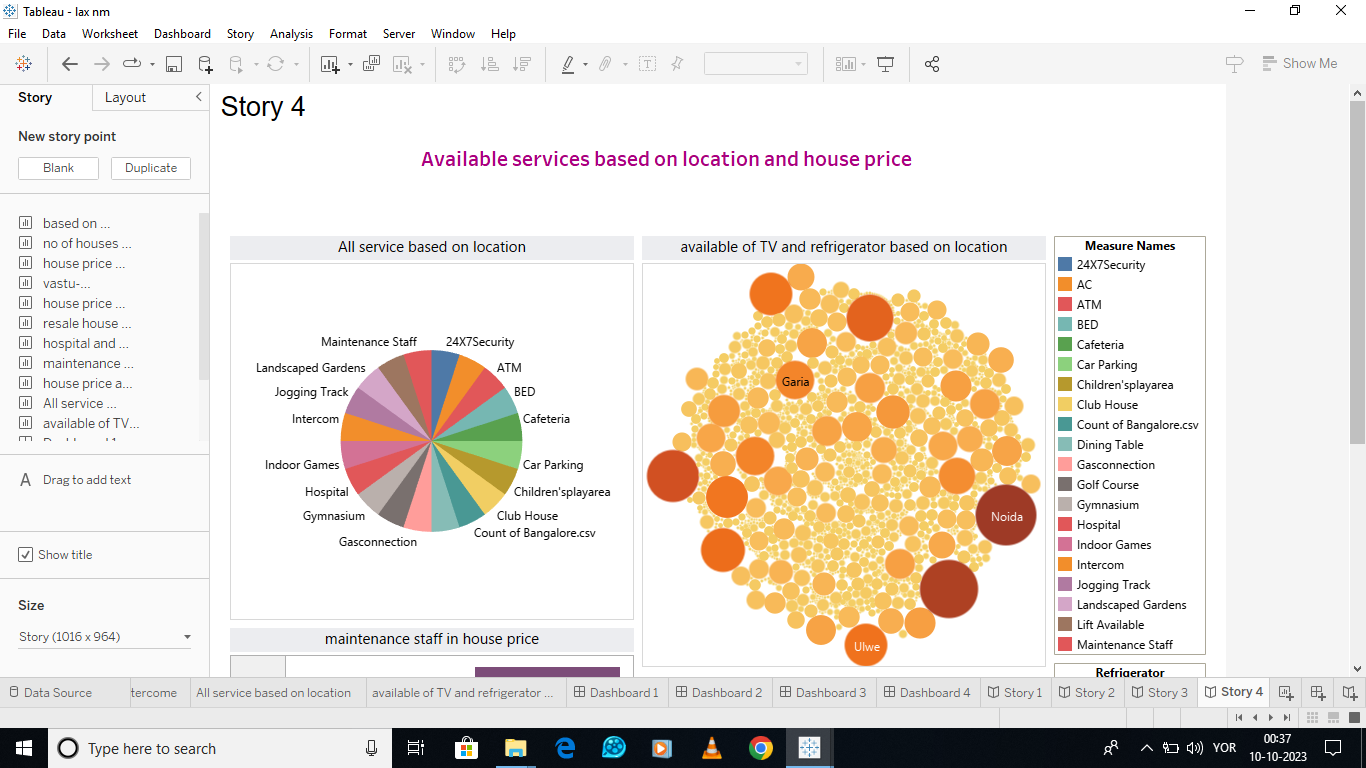 Tableau - lax nm
File Data Worksheet Dashboard Story Analysis Format Server Window Help
Show Me
Story Layout
New story point
Blank Duplicate
based on ...
no of houses ...
house price ...
vastu-...
house price ...
resale house ...
hospital and ...
maintenance ...
house price a...
All service ...
available of TV...
A Drag to add text
Show title
Size
Story (1016 x 964)
Story 4
Available services based on location and house price
All service based on location
Maintenance Staff 24X7Security
Landscaped Gardens ATM
Jogging Track BED
Intercom Cafeteria
Indoor Games Car Parking
Hospital Children'splayarea
Gymnasium Club House
Gasconnection Count of Bangalore.csv
available of TV and refrigerator based on location
Garia
Noida
Ulwe
Measure Names
24X7Security
AC
ATM
BED
Cafeteria
Car Parking
Children'splayarea
Club House
Count of Bangalore.csv
Dining Table
Gasconnection
Golf Course
Gymnasium
Hospital
Indoor Games
Intercom
Jogging Track
Landscaped Gardens
Lift Available
Maintenance Staff
Refrigerator
maintenance staff in house price
Data Source tercome All service based on location available of TV and refrigerator ... Dashboard 1 Dashboard 2 Dashboard 3 Dashboard 4 Story 1 Story 2 Story 3 Story 4
Type here to search
YOR
00:37
10-10-2023